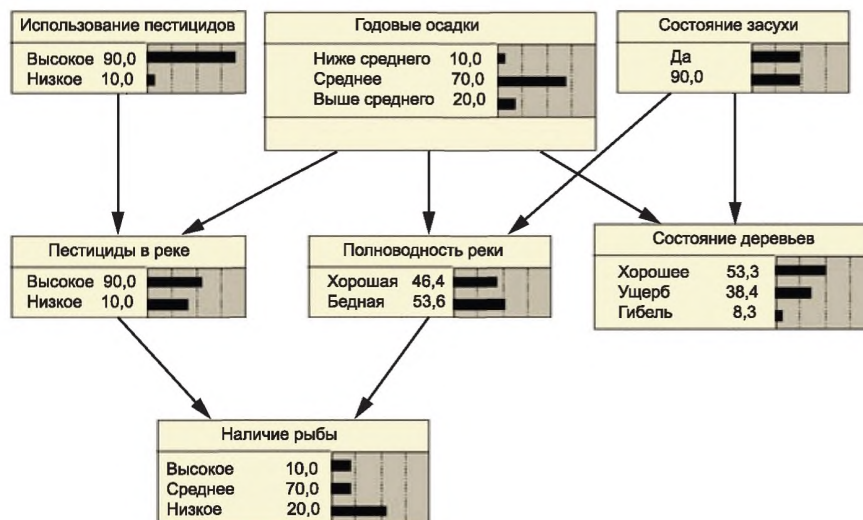 Использование пестицидов
Высокое 90,0
Низкое 10,0
Годовые осадки
Ниже среднего 10,0
Среднее 70,0
Выше среднего 20,0
Состояние засухи
Да
90,0
Пестициды в реке
Высокое 90,0
Низкое 10,0
Полноводность реки
Хорошая 46,4
Бедная 53,6
Состояние деревьев
Хорошее 53,3
Ущерб 38,4
Гибель 8,3
Наличие рыбы
Высокое 10,0
Среднее 70,0
Низкое 20,0